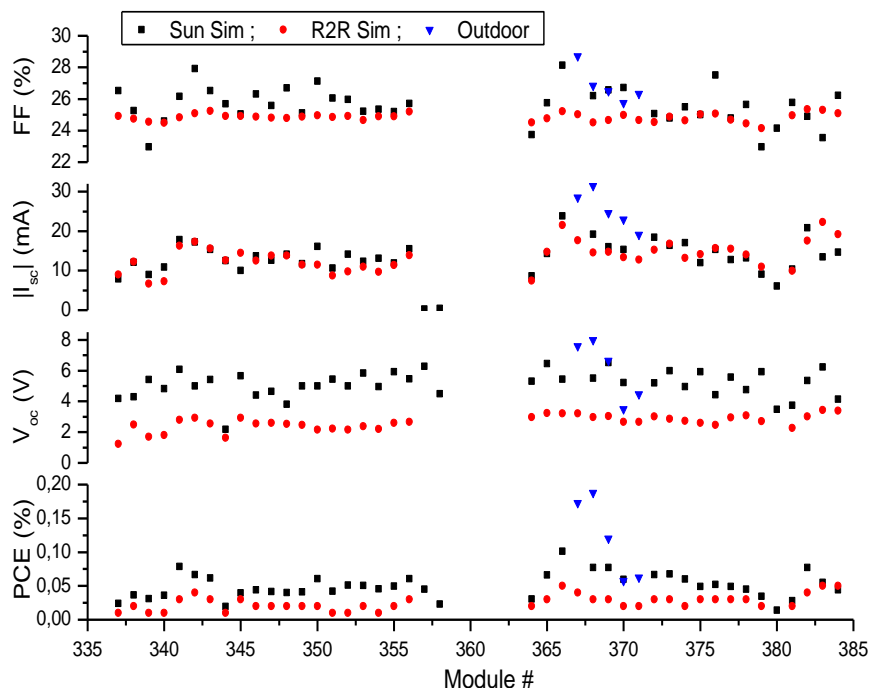 Sun Sim ; R2R Sim ; Outdoor
30
28
26
24
22
FF (%)
30
20
10
0
|Isc| (mA)
8
6
4
2
0
Voc (V)
0,20
0,15
0,10
0,05
0,00
PCE (%)
335 340 345 350 355 360 365 370 375 380 385
Module #